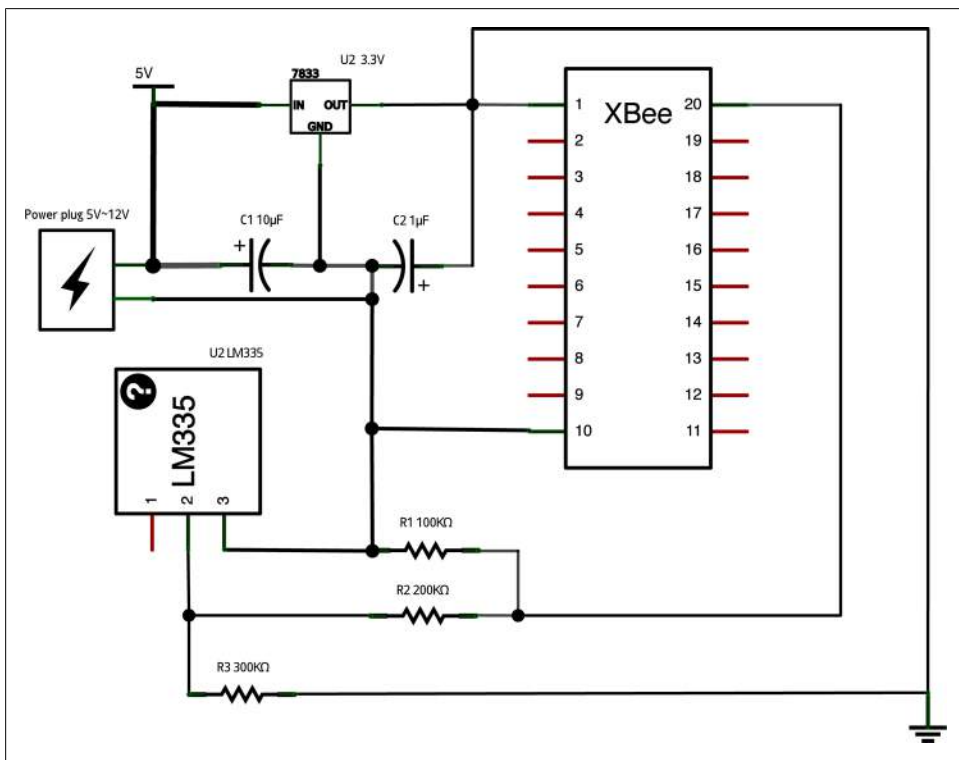 U2 3.3V
5V
7833
IN OUT
GND
Power plug 5V~12V
C1 10µF
C2 1µF
XBee
1
2
3
4
5
6
7
8
9
10
20
19
18
17
16
15
14
13
12
11
U2 LM335
?
LM335
1
2
3
R1 100KΩ
R2 200KΩ
R3 300KΩ